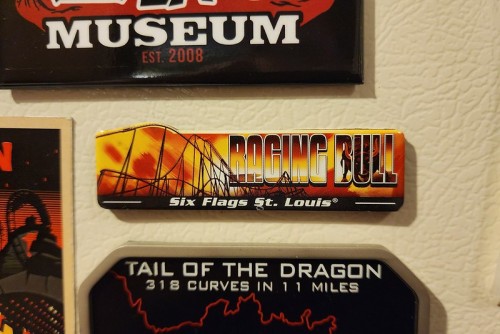 MUSEUM
EST. 2008
RAGING BULL
Six Flags St. Louis®
TAIL OF THE DRAGON
318 CURVES IN 11 MILES